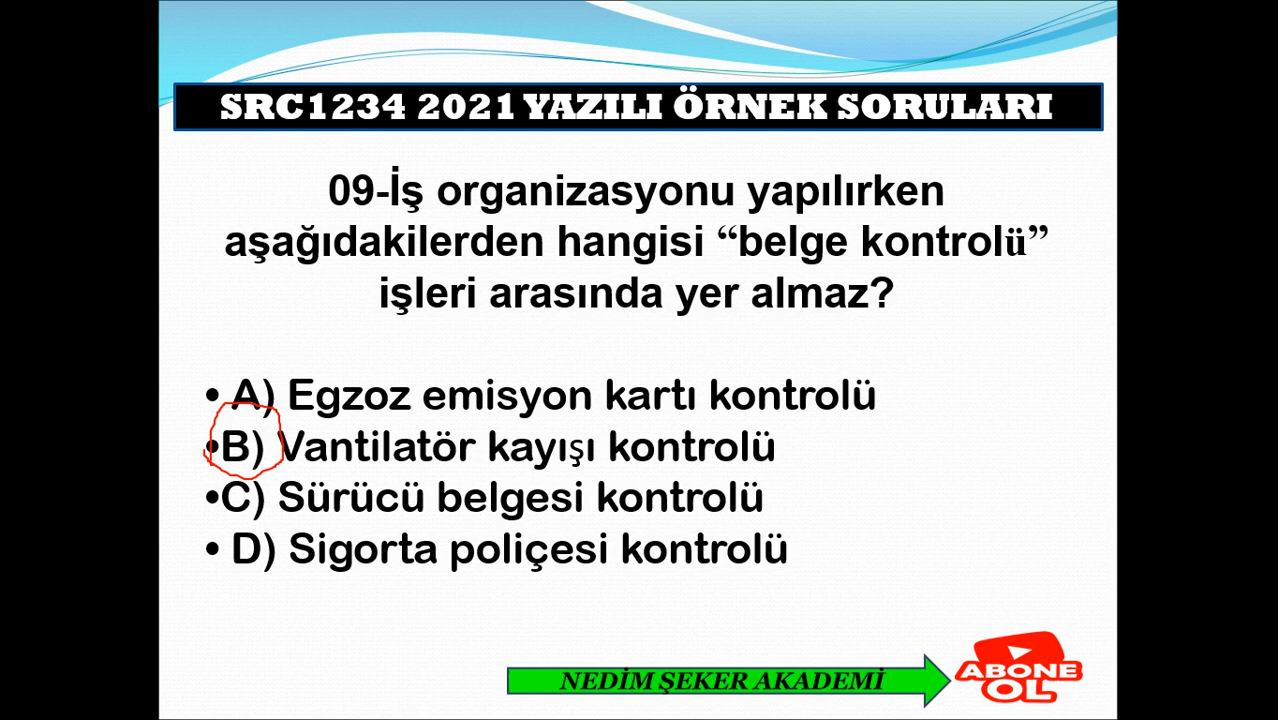 SRC1234 2021 YAZILI ÖRNEK SORULARI
09-İş organizasyonu yapılırken
aşağıdakilerden hangisi “belge kontrolü”
işleri arasında yer almaz?
• A) Egzoz emisyon kartı kontrolü
•B) Vantilatör kayışı kontrolü
•C) Sürücü belgesi kontrolü
• D) Sigorta poliçesi kontrolü
NEDİM ŞEKER AKADEMİ
ABONE
OL